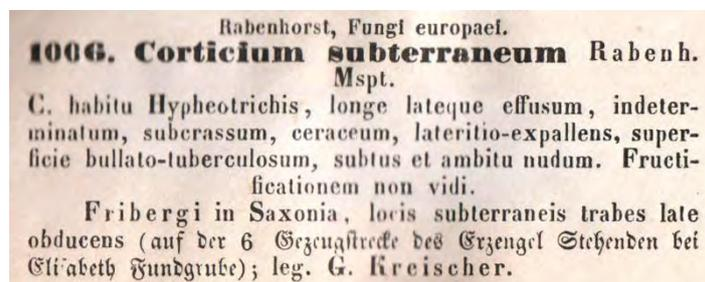 Rabenhorst, Fungi europaei.
1006. Corticium subterraneum Rabenh.
Mspt.
C. habitu Hypheotrichis, longe lateque effusum, indeter-
minatum, subcrassum, ceraceum, lateritio-expallens, super-
ficie bullato-tuberculosum, subtus et ambitu nudum. Fructi-
ficationem non vidi.
Fribergi in Saxonia, locis subterraneis trabes late
obducens (auf der 6 Gezeugstrecke des Erzengel Stehenden bei
Elisabeth Fundgrube); leg. G. Kreischer.